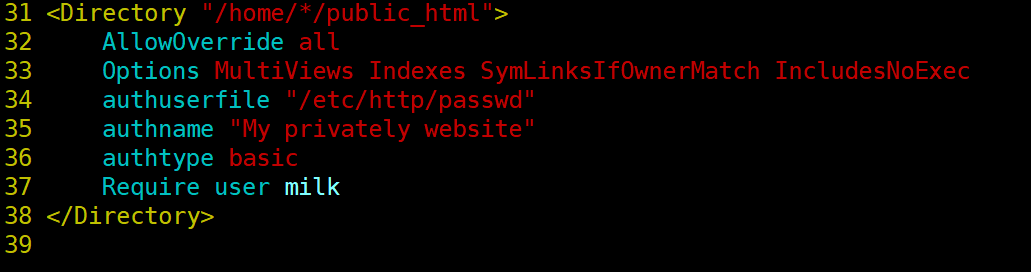 31 <Directory "/home/*/public_html">
32     AllowOverride all
33     Options MultiViews Indexes SymLinksIfOwnerMatch IncludesNoExec
34     authuserfile "/etc/http/passwd"
35     authname "My privately website"
36     authtype basic
37     Require user milk
38 </Directory>
39